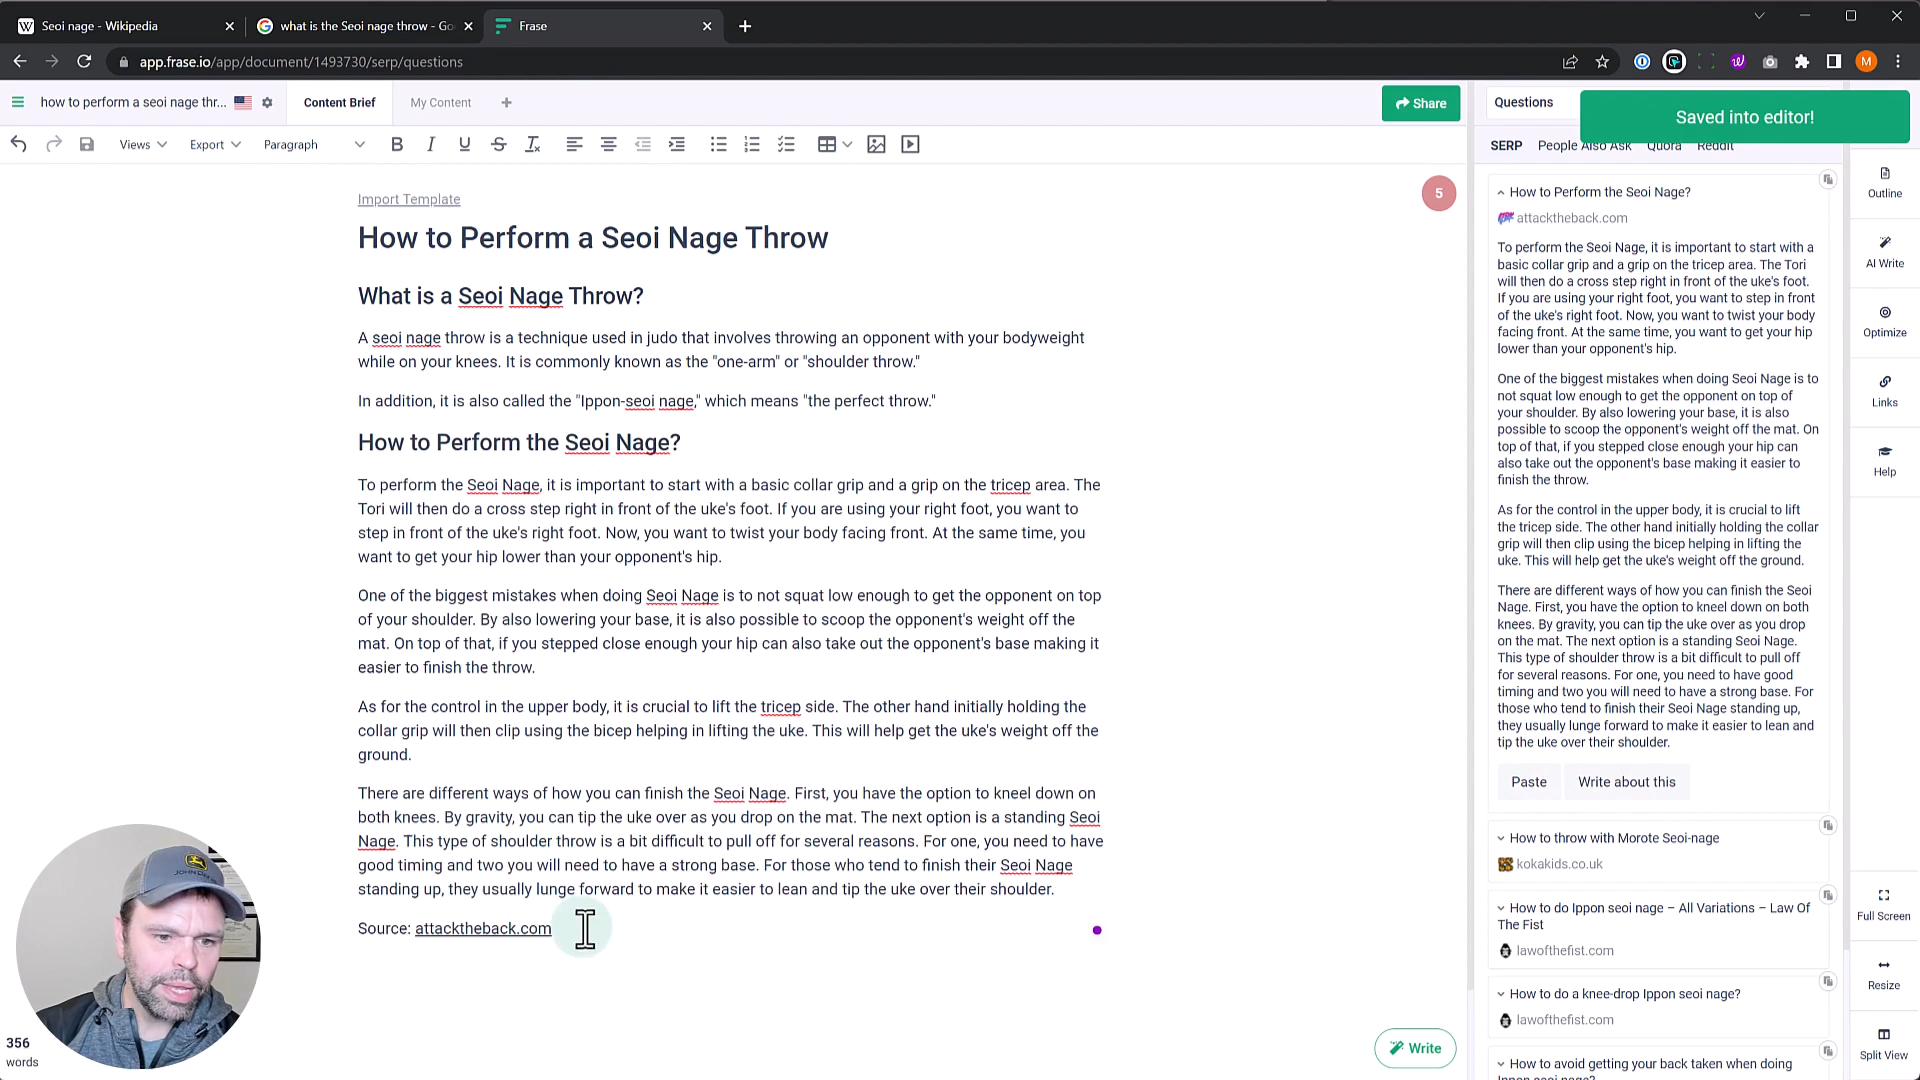 Seoi nage - Wikipedia
what is the Seoi nage throw - Go
Frase
app.frase.io/app/document/1493730/serp/questions
M
how to perform a seoi nage thr...
Content Brief
My Content
Share
Questions
Saved into editor!
Views
Export
Paragraph
SERP
People Also Ask
Quora
Reddit
Import Template
5
How to Perform a Seoi Nage Throw
What is a Seoi Nage Throw?
A seoi nage throw is a technique used in judo that involves throwing an opponent with your bodyweight
while on your knees. It is commonly known as the "one-arm" or "shoulder throw."
In addition, it is also called the "Ippon-seoi nage," which means "the perfect throw."
How to Perform the Seoi Nage?
To perform the Seoi Nage, it is important to start with a basic collar grip and a grip on the tricep area. The
Tori will then do a cross step right in front of the uke's foot. If you are using your right foot, you want to
step in front of the uke's right foot. Now, you want to twist your body facing front. At the same time, you
want to get your hip lower than your opponent's hip.
One of the biggest mistakes when doing Seoi Nage is to not squat low enough to get the opponent on top
of your shoulder. By also lowering your base, it is also possible to scoop the opponent's weight off the
mat. On top of that, if you stepped close enough your hip can also take out the opponent's base making it
easier to finish the throw.
As for the control in the upper body, it is crucial to lift the tricep side. The other hand initially holding the
collar grip will then clip using the bicep helping in lifting the uke. This will help get the uke's weight off the
ground.
There are different ways of how you can finish the Seoi Nage. First, you have the option to kneel down on
both knees. By gravity, you can tip the uke over as you drop on the mat. The next option is a standing Seoi
Nage. This type of shoulder throw is a bit difficult to pull off for several reasons. For one, you need to have
good timing and two you will need to have a strong base. For those who tend to finish their Seoi Nage
standing up, they usually lunge forward to make it easier to lean and tip the uke over their shoulder.
Source: attacktheback.com
JOHN DEERE
356
words
Write
How to Perform the Seoi Nage?
attacktheback.com
To perform the Seoi Nage, it is important to start with a
basic collar grip and a grip on the tricep area. The Tori
will then do a cross step right in front of the uke's foot.
If you are using your right foot, you want to step in front
of the uke's right foot. Now, you want to twist your body
facing front. At the same time, you want to get your hip
lower than your opponent's hip.
One of the biggest mistakes when doing Seoi Nage is to
not squat low enough to get the opponent on top of
your shoulder. By also lowering your base, it is also
possible to scoop the opponent's weight off the mat. On
top of that, if you stepped close enough your hip can
also take out the opponent's base making it easier to
finish the throw.
As for the control in the upper body, it is crucial to lift
the tricep side. The other hand initially holding the collar
grip will then clip using the bicep helping in lifting the
uke. This will help get the uke's weight off the ground.
There are different ways of how you can finish the Seoi
Nage. First, you have the option to kneel down on both
knees. By gravity, you can tip the uke over as you drop
on the mat. The next option is a standing Seoi Nage.
This type of shoulder throw is a bit difficult to pull off
for several reasons. For one, you need to have good
timing and two you will need to have a strong base. For
those who tend to finish their Seoi Nage standing up,
they usually lunge forward to make it easier to lean and
tip the uke over their shoulder.
Paste
Write about this
How to throw with Morote Seoi-nage
kokakids.co.uk
How to do Ippon seoi nage – All Variations – Law Of
The Fist
lawofthefist.com
How to do a knee-drop Ippon seoi nage?
lawofthefist.com
How to avoid getting your back taken when doing
Ippon seoi nage?
Outline
AI Write
Optimize
Links
Help
Full Screen
Resize
Split View